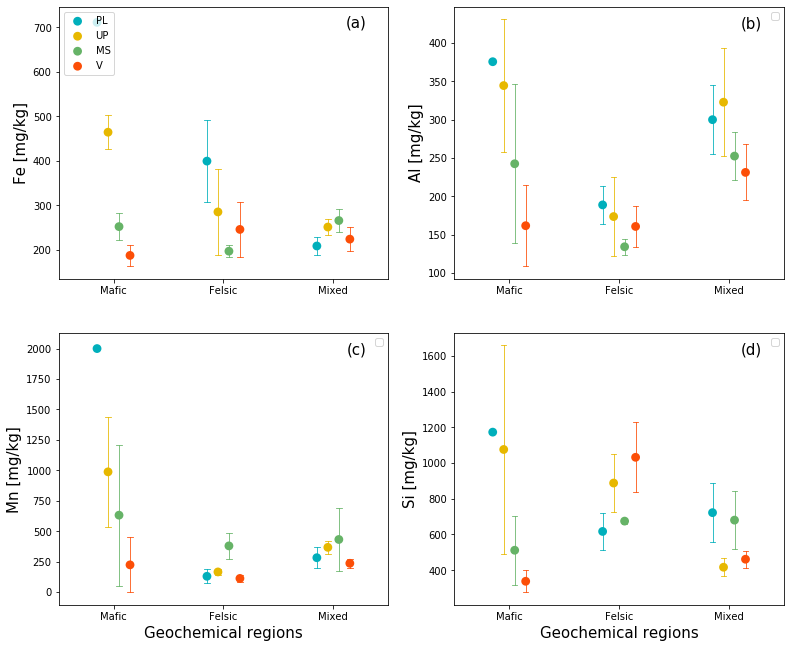 (a)
PL
UP
MS
V
700
600
500
400
300
200
Fe [mg/kg]
Mafic
Felsic
Mixed
(b)
400
350
300
250
200
150
100
Al [mg/kg]
Mafic
Felsic
Mixed
(c)
2000
1750
1500
1250
1000
750
500
250
0
Mn [mg/kg]
Mafic
Felsic
Mixed
Geochemical regions
(d)
1600
1400
1200
1000
800
600
400
Si [mg/kg]
Mafic
Felsic
Mixed
Geochemical regions